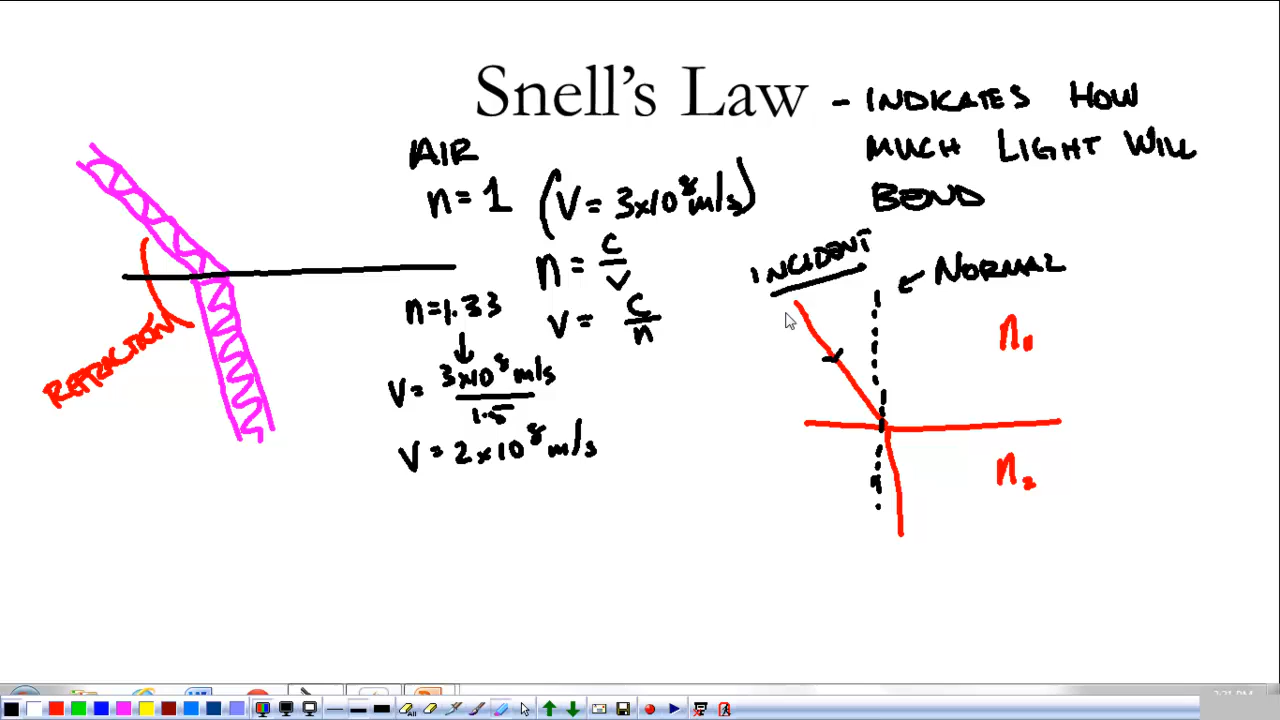 Snell's Law
- INDICATES HOW
MUCH LIGHT WILL
BEND
AIR
n=1 (V = 3x10⁸m/s)
n = c/v
n=1.33
v = c/n
V = 3x10⁸ m/s / 1.5
V = 2x10⁸ m/s
REFRACTION
INCIDENT
NORMAL
n₁
n₂